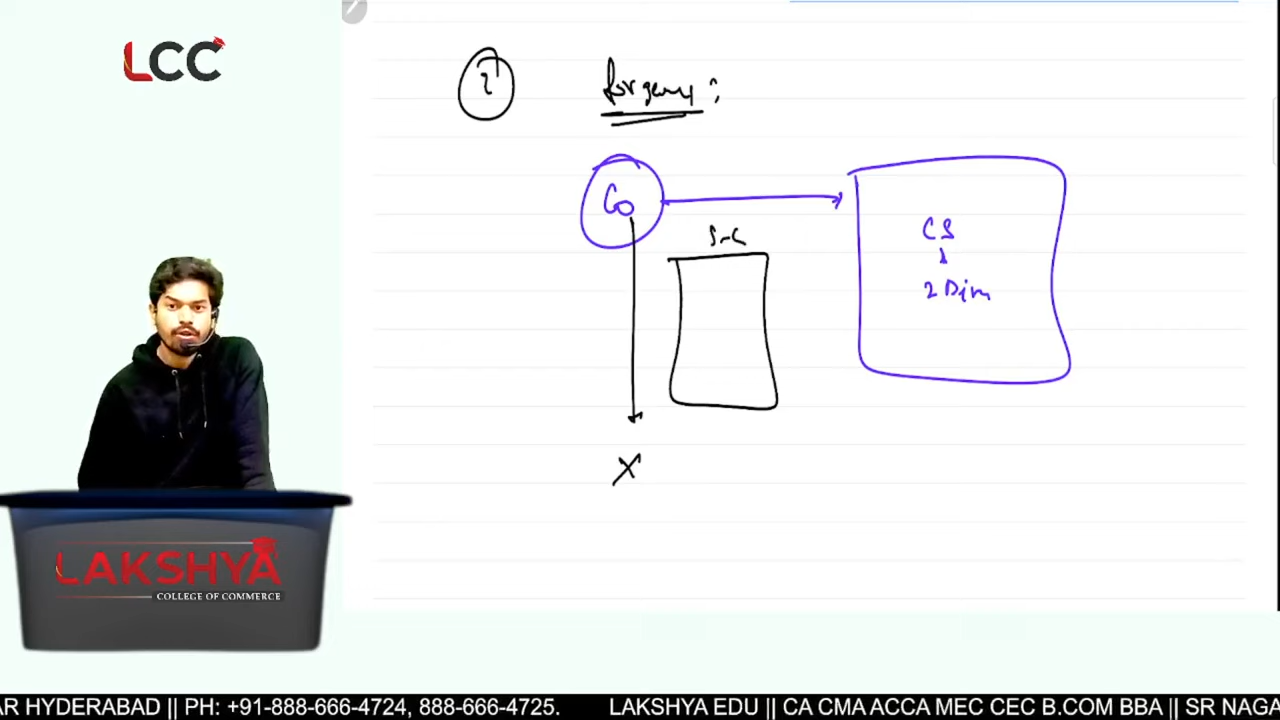 LCC
2 forgery:
Co
S-C
CS
2 Dim
X
LAKSHYA
COLLEGE OF COMMERCE
AR HYDERABAD || PH: +91-888-666-4724, 888-666-4725. LAKSHYA EDU || CA CMA ACCA MEC CEC B.COM BBA || SR NAGA